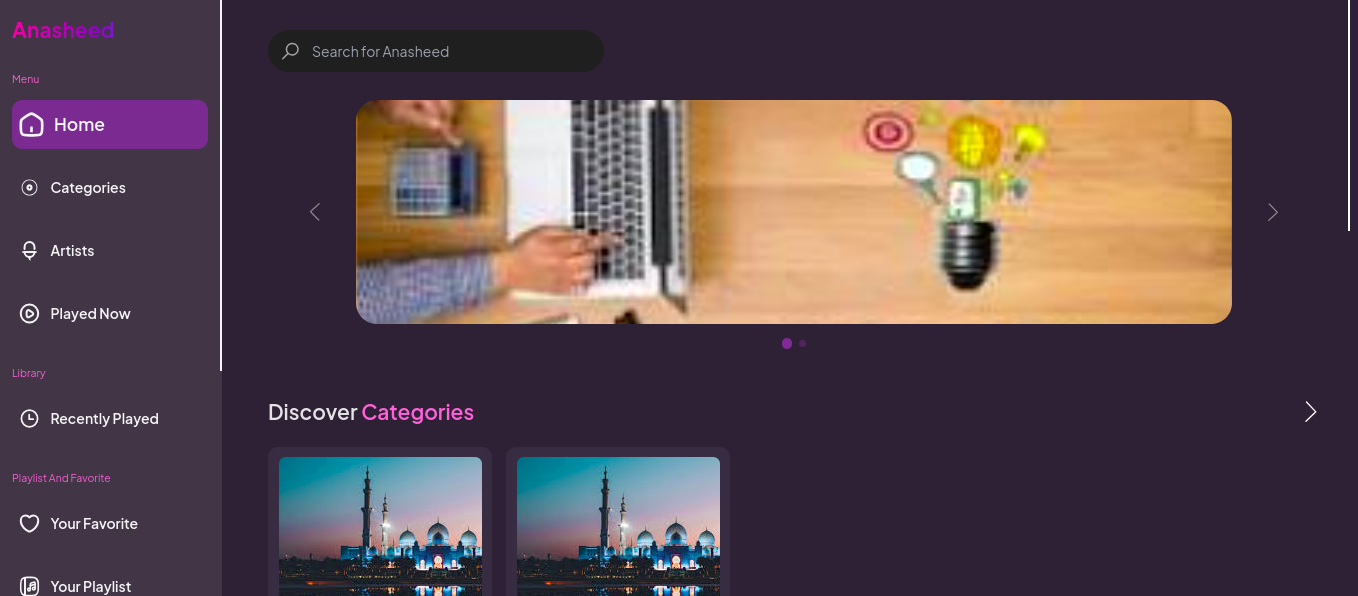 Anasheed
Menu
Home
Categories
Artists
Played Now
Library
Recently Played
Playlist And Favorite
Your Favorite
Your Playlist
Search for Anasheed
Discover Categories